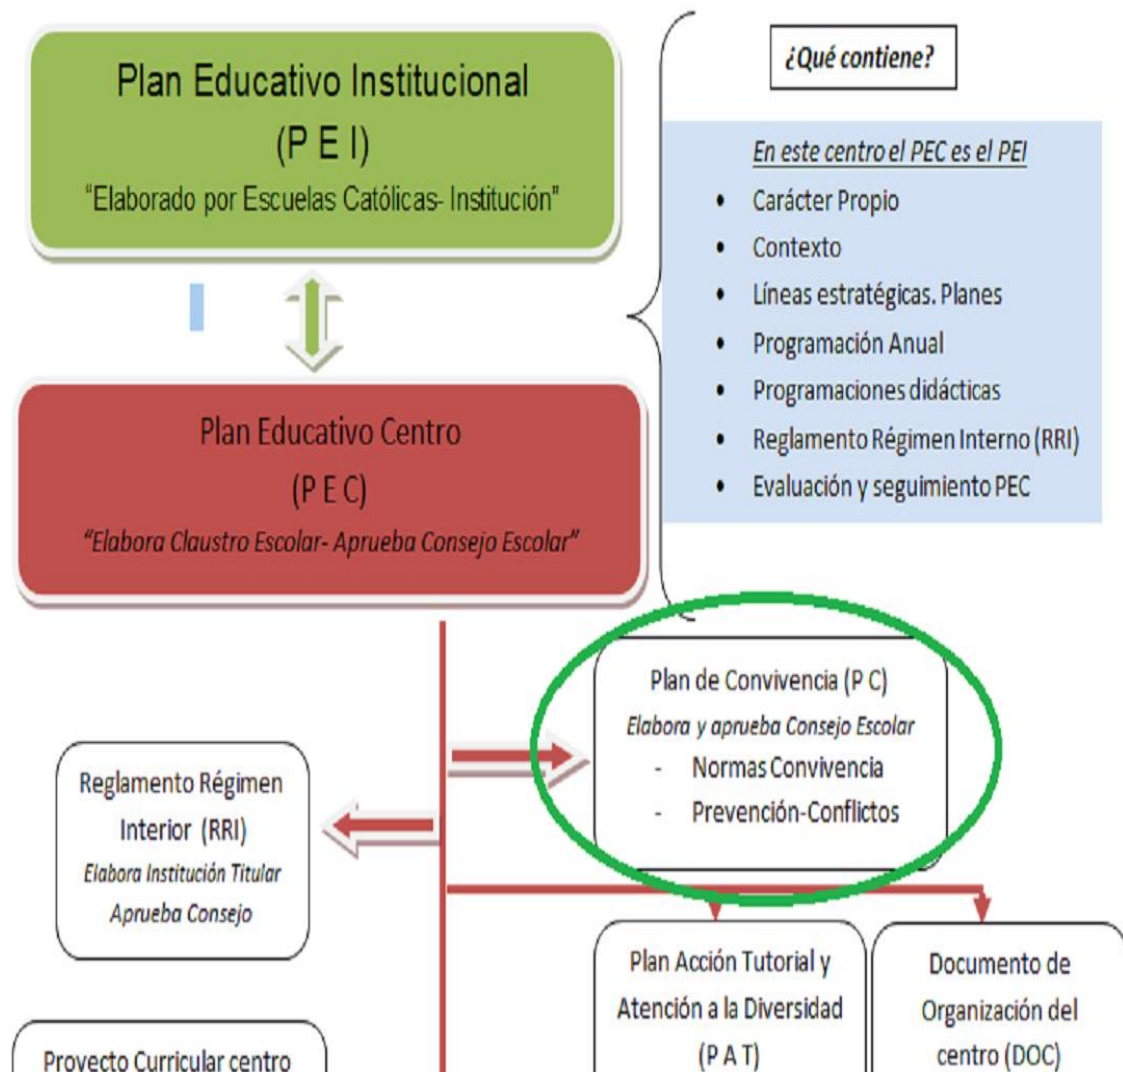 Plan Educativo Institucional
(P E I)
“Elaborado por Escuelas Católicas- Institución”
¿Qué contiene?
En este centro el PEC es el PEI
• Carácter Propio
• Contexto
• Líneas estratégicas. Planes
• Programación Anual
• Programaciones didácticas
• Reglamento Régimen Interno (RRI)
• Evaluación y seguimiento PEC
Plan Educativo Centro
(P E C)
“Elabora Claustro Escolar- Aprueba Consejo Escolar”
Plan de Convivencia (P C)
Elabora y aprueba Consejo Escolar
- Normas Convivencia
- Prevención-Conflictos
Reglamento Régimen
Interior (RRI)
Elabora Institución Titular
Aprueba Consejo
Plan Acción Tutorial y
Atención a la Diversidad
(P A T)
Documento de
Organización del
centro (DOC)
Proyecto Curricular centro